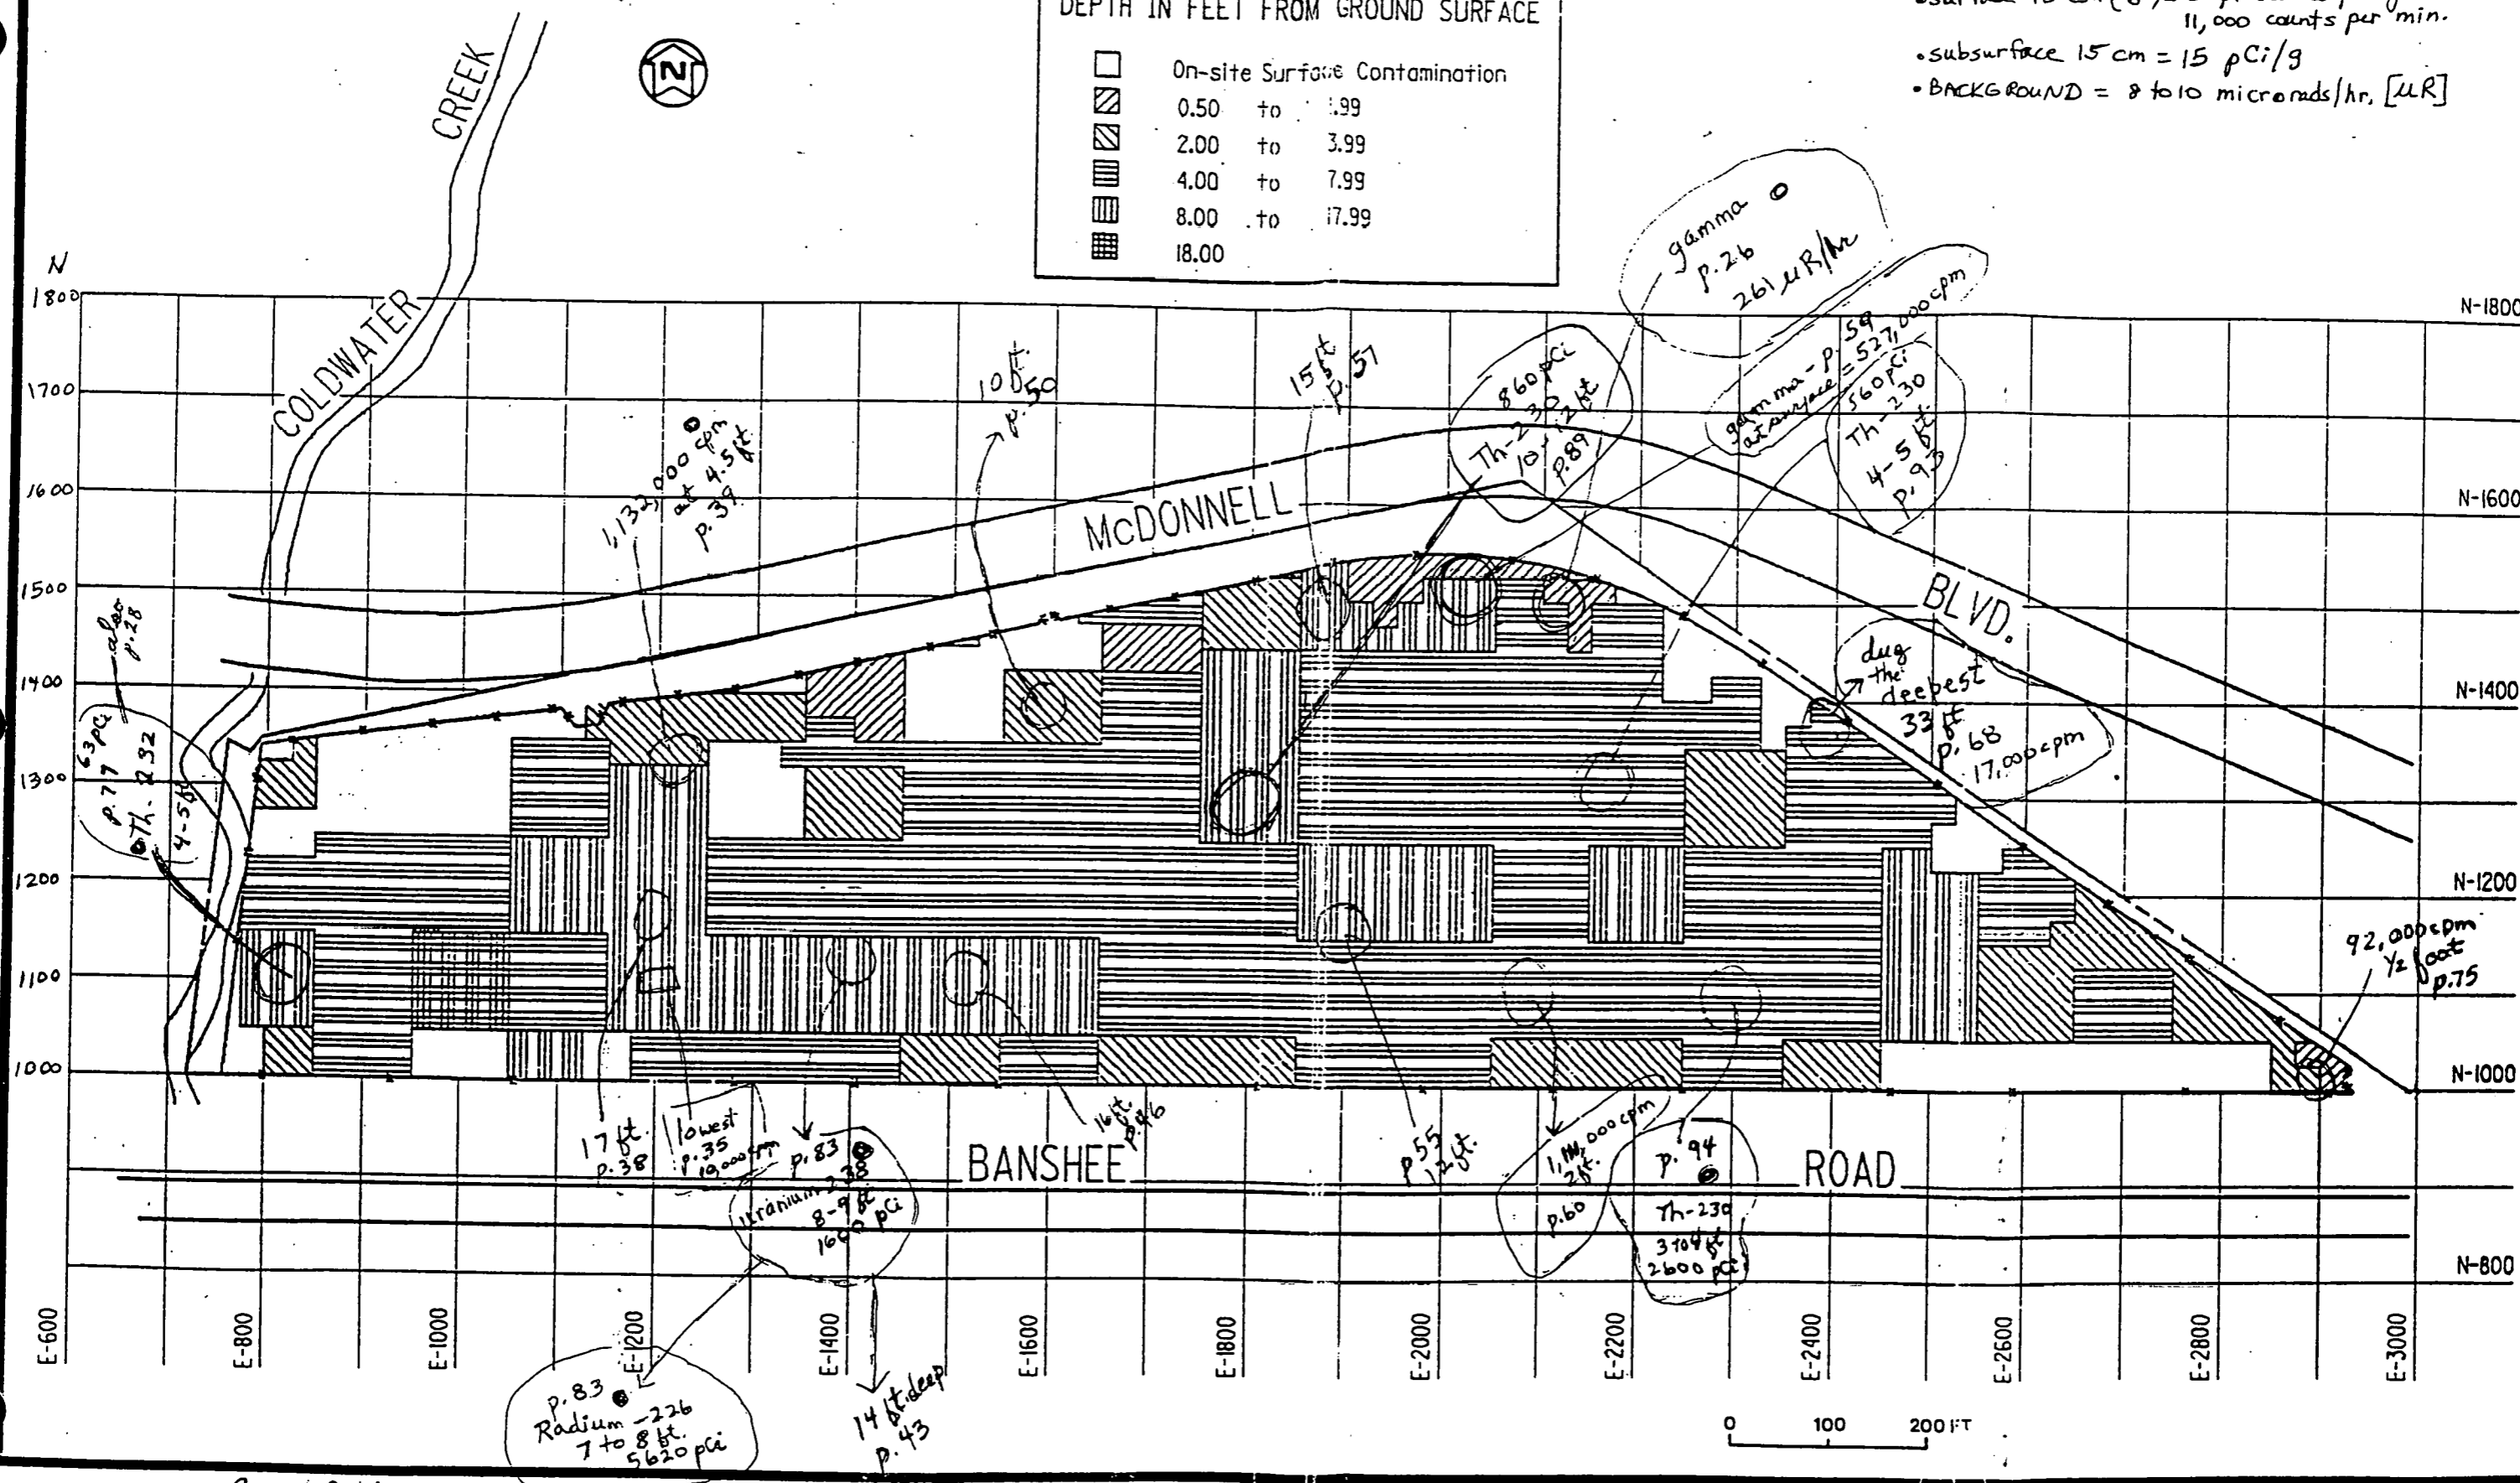 DEPTH IN FEET FROM GROUND SURFACE
On-site Surface Contamination
0.50 to 1.99
2.00 to 3.99
4.00 to 7.99
8.00 to 17.99
18.00
11,000 counts per min.
•subsurface 15 cm = 15 pCi/g
•BACKGROUND = 8 to 10 microrads/hr, [µR]
N
COLDWATER CREEK
N
1800
1700
1600
1500
1400
1300
1200
1100
1000
N-1800
N-1600
N-1400
N-1200
N-1000
N-800
gamma
p.26
261 µR/hr
gamma - p. 59
at surface = 527,000 cpm
560 pCi
Th-230
4-5 ft.
p. 93
860 pCi
Th-230
10-12 ft
p.89
15 ft
p. 57
10 ft.
p. 50
1,132,000 cpm
at 4.5 ft
p. 39
McDONNELL BLVD.
also
p.28
63 pCi
p.77
Th-232
4-5 ft
dug
the
deepest
33 ft
p. 68
17,000 cpm
92,000 cpm
1/2 foot
p.75
17 ft.
p.38
lowest
p.35
10,000 cpm
p.83
uranium-238
8-9 ft
1600 pCi
16 ft.
p.46
p 55
12 ft.
000 cpm
2 ft.
p.60
p. 94
Th-230
3 to 4 ft
2600 pCi
BANSHEE ROAD
E-600
E-800
E-1000
E-1200
E-1400
E-1600
E-1800
E-2000
E-2200
E-2400
E-2600
E-2800
E-3000
p.83
Radium-226
7 to 8 ft.
5620 pCi
14 ft. deep
p. 43
0 100 200 FT